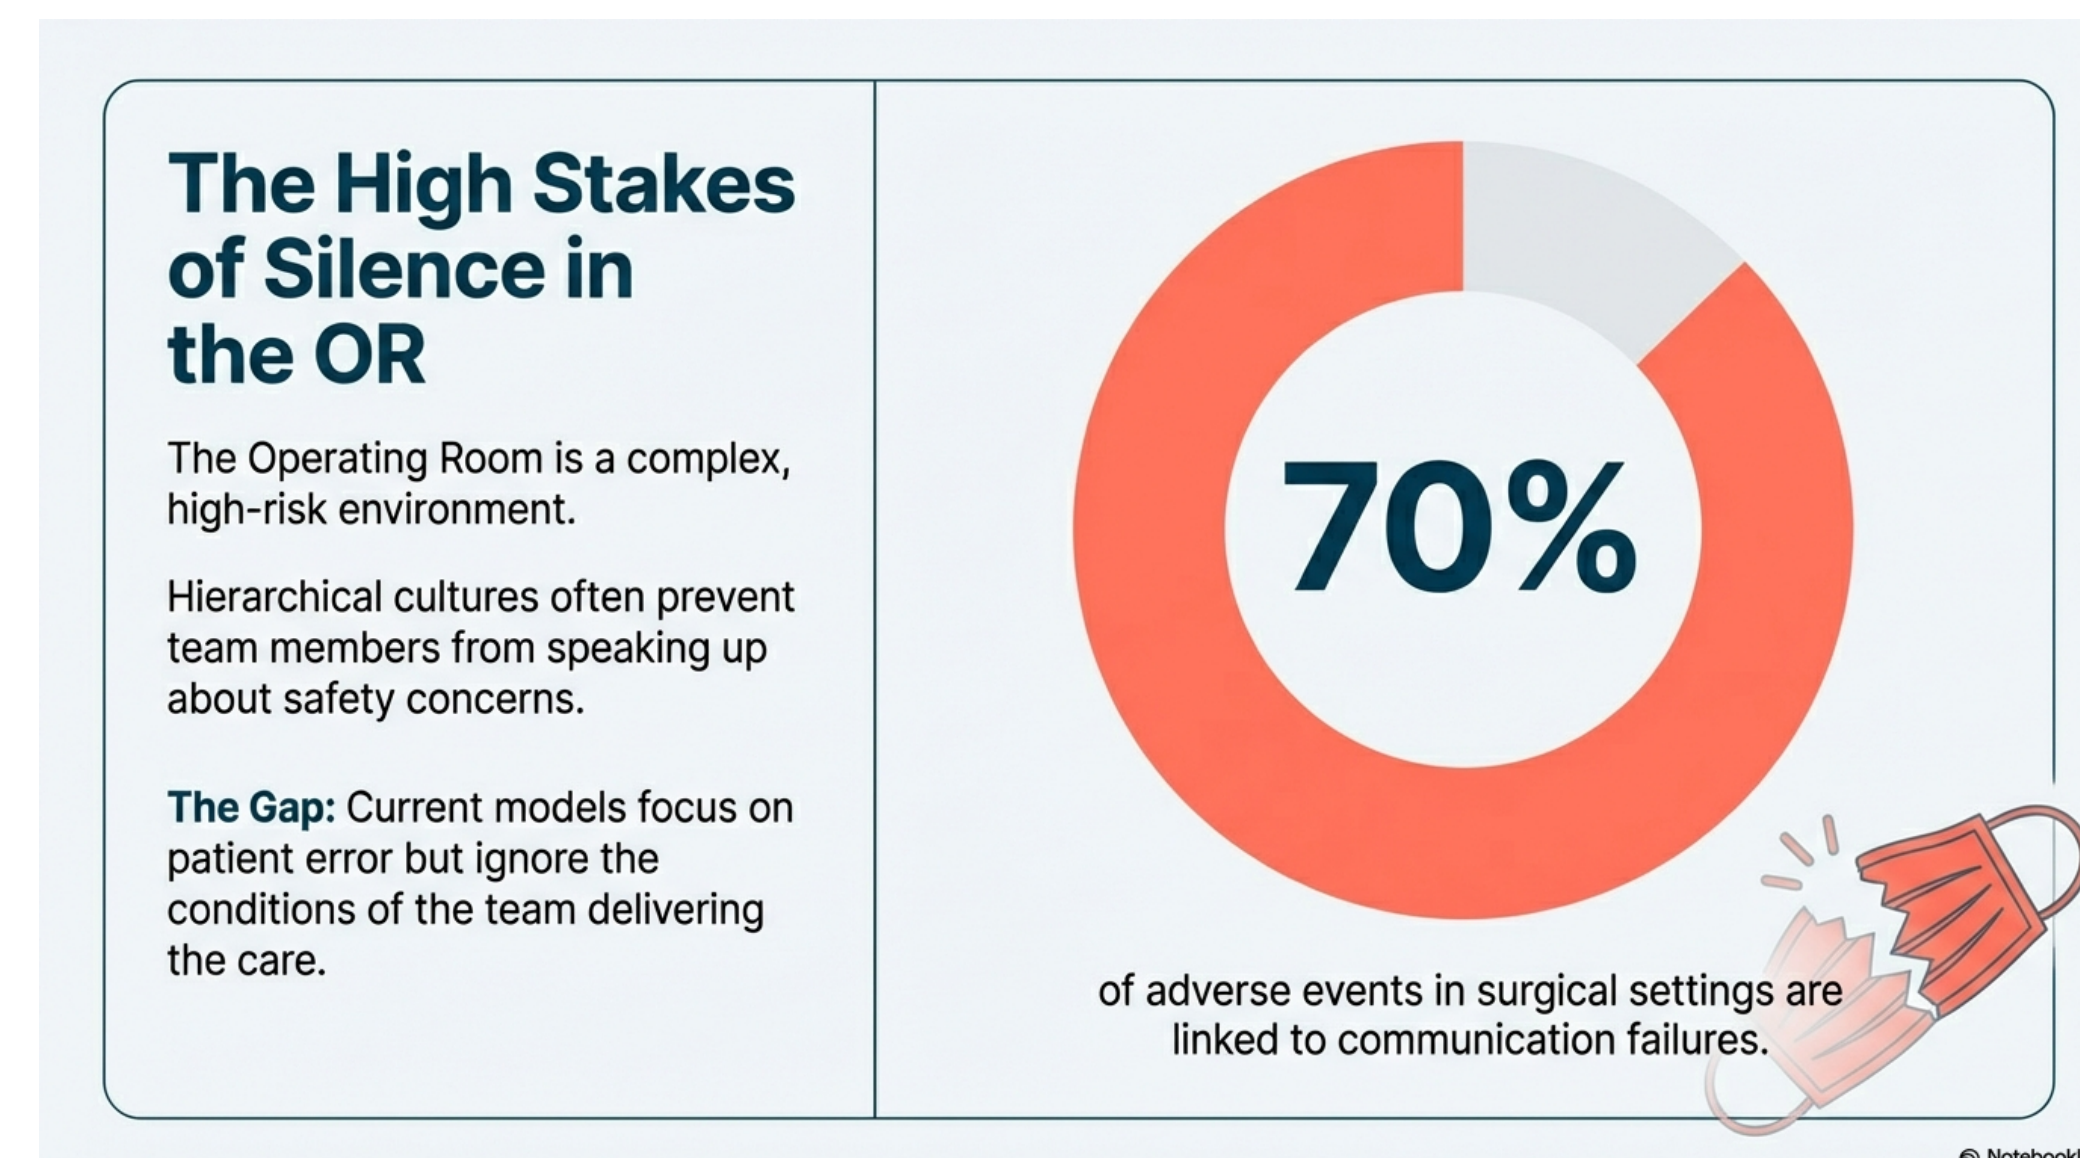 The High Stakes
of Silence in
the OR
The Operating Room is a complex,
high-risk environment.
Hierarchical cultures often prevent
team members from speaking up
about safety concerns.
The Gap: Current models focus on
patient error but ignore the
conditions of the team delivering
the care.
70%
of adverse events in surgical settings are
linked to communication failures.